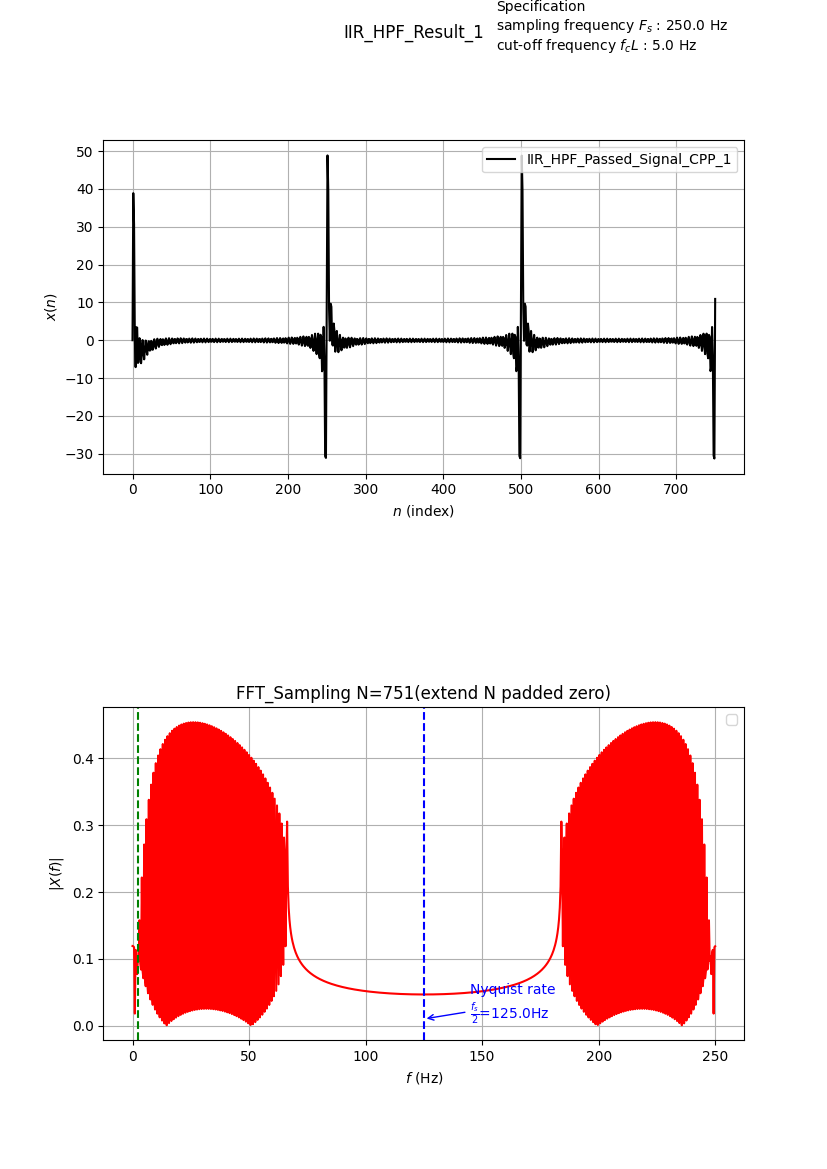 Specification
IIR_HPF_Result_1
sampling frequency Fₛ : 250.0 Hz
cut-off frequency f_cL : 5.0 Hz
IIR_HPF_Passed_Signal_CPP_1
50
40
30
20
10
0
−10
−20
−30
x(n)
0 100 200 300 400 500 600 700
n (index)
FFT_Sampling N=751(extend N padded zero)
0.4
0.3
0.2
0.1
0.0
|X(f)|
Nyquist rate
fₛ/2=125.0Hz
0 50 100 150 200 250
f (Hz)